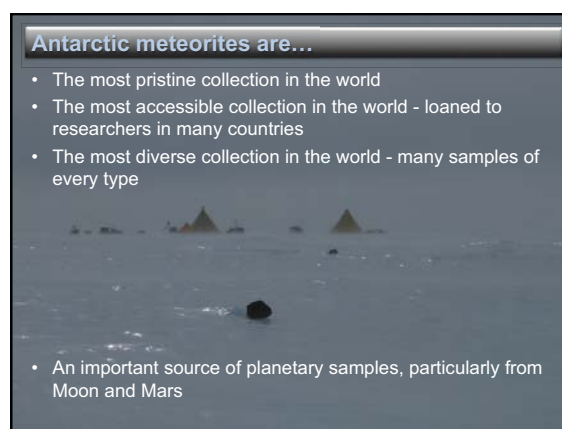 Antarctic meteorites are…
• The most pristine collection in the world
• The most accessible collection in the world - loaned to
researchers in many countries
• The most diverse collection in the world - many samples of
every type
• An important source of planetary samples, particularly from
Moon and Mars